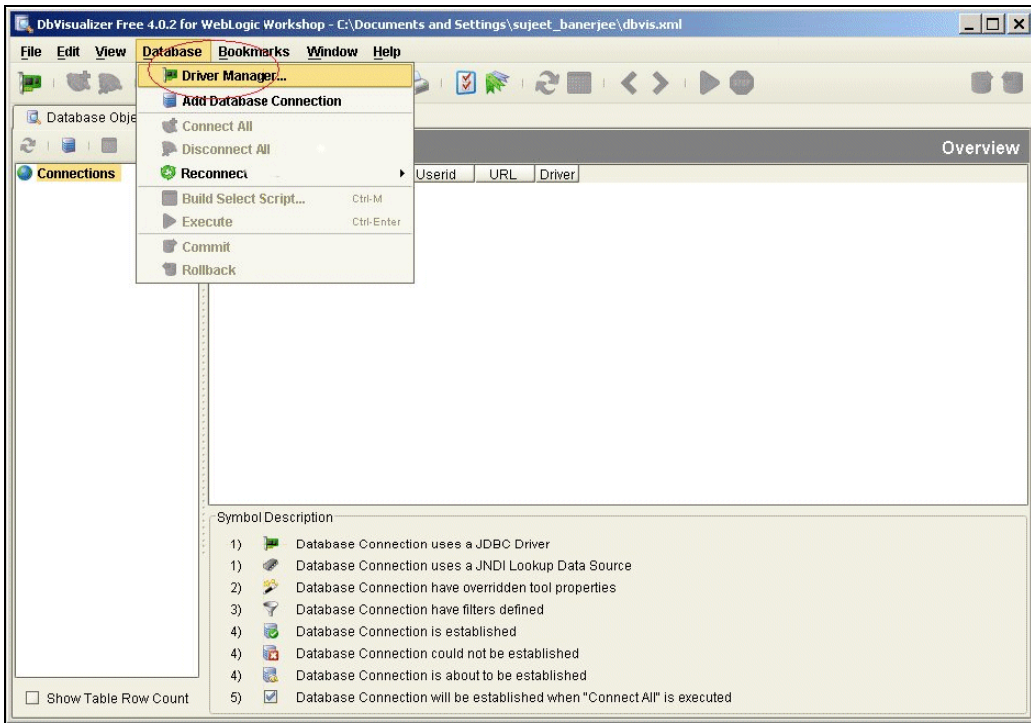 DbVisualizer Free 4.0.2 for WebLogic Workshop - C:\Documents and Settings\sujeet_banerjee\dbvis.xml
File Edit View Database Bookmarks Window Help
Driver Manager...
Add Database Connection
Database Obje
Connect All
Disconnect All
Overview
Connections
Reconnect
Userid URL Driver
Build Select Script... Ctrl-M
Execute Ctrl-Enter
Commit
Rollback
Symbol Description
1) Database Connection uses a JDBC Driver
1) Database Connection uses a JNDI Lookup Data Source
2) Database Connection have overridden tool properties
3) Database Connection have filters defined
4) Database Connection is established
4) Database Connection could not be established
4) Database Connection is about to be established
5) Database Connection will be established when "Connect All" is executed
Show Table Row Count